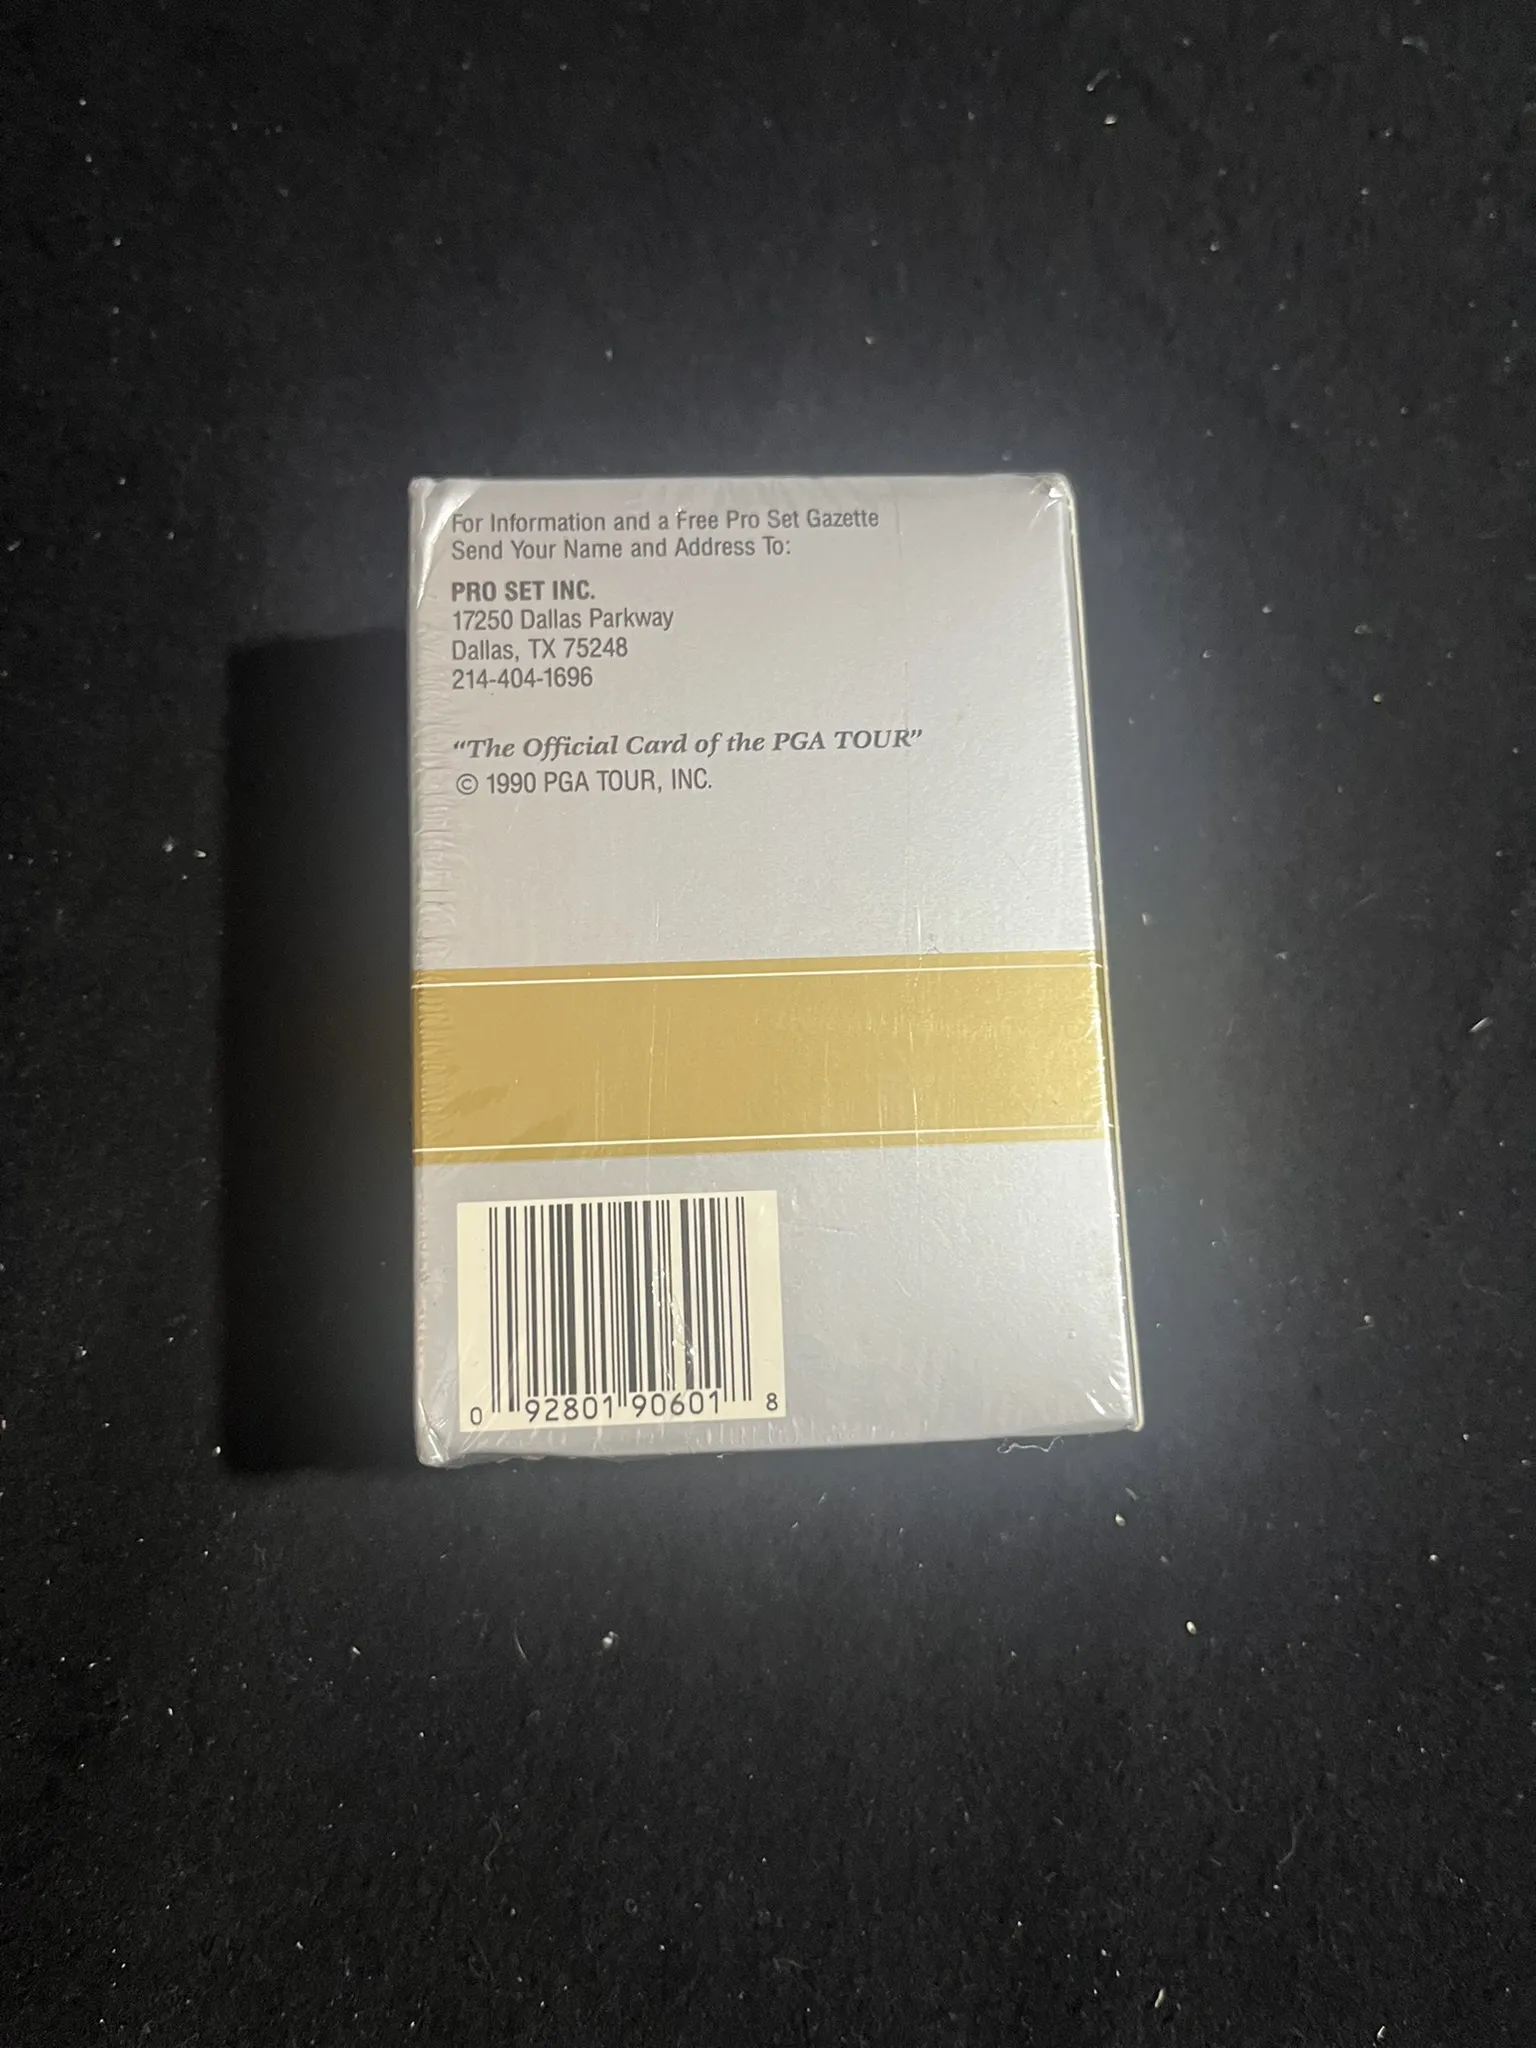 For Information and a Free Pro Set Gazette
Send Your Name and Address To:
PRO SET INC.
17250 Dallas Parkway
Dallas, TX 75248
214-404-1696
“The Official Card of the PGA TOUR”
© 1990 PGA TOUR, INC.
0 92801 90601 8